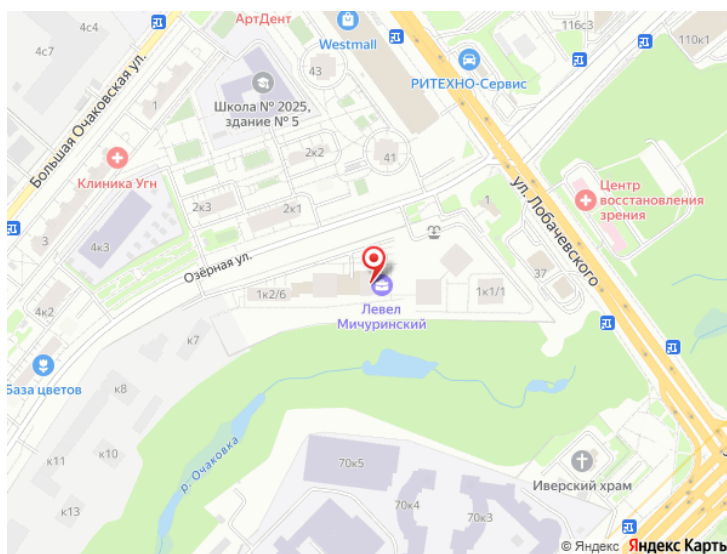 АртДент
4с4
4с7
Westmall
43
116с3
110к1
РИТЕХНО-Сервис
Школа № 2025,
здание № 5
Большая Очаковская ул.
1
2к2
41
Клиника Угн
ул. Лобачевского
Центр
восстановления
зрения
2к3
2к1
1
3
4к3
Озёрная ул.
37
1к2/6
1к1/1
Левел
Мичуринский
4к2
к7
База цветов
к8
р. Очаковка
к10
к11
70к5
Иверский храм
к13
70к4
70к3
© Яндекс Яндекс Карты